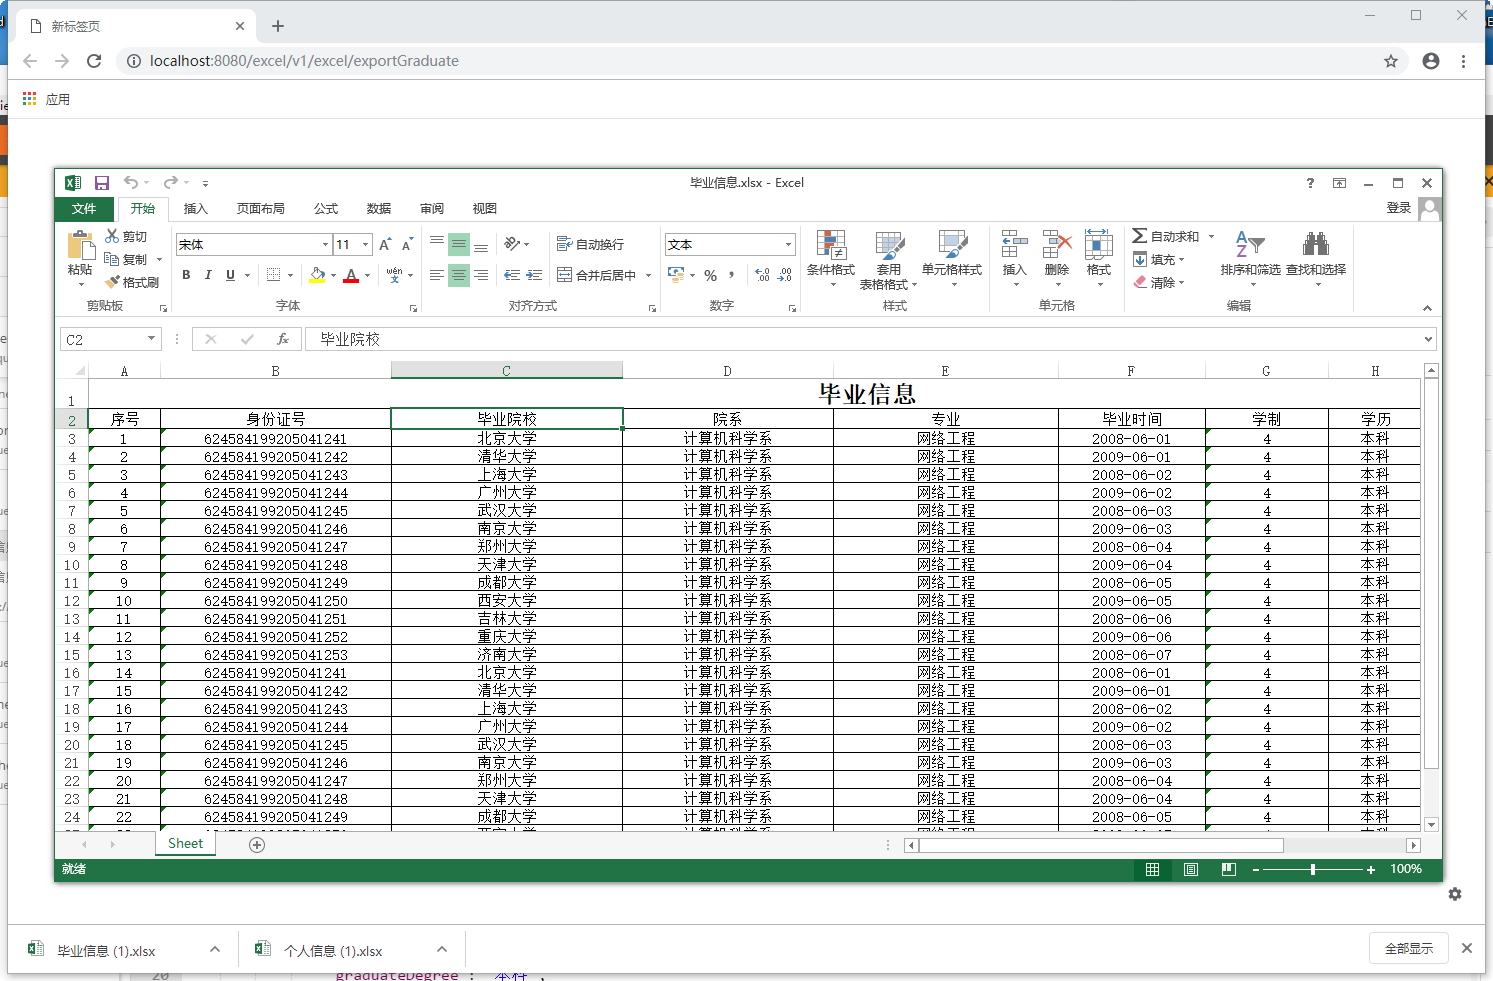 新标签页
localhost:8080/excel/v1/excel/exportGraduate
应用
毕业信息.xlsx - Excel
文件 开始 插入 页面布局 公式 数据 审阅 视图 登录
粘贴 剪切 复制 格式刷 剪贴板
宋体 11 B I U A 字体
自动换行 合并后居中 对齐方式
文本 % 数字
条件格式 套用表格格式 单元格样式 样式
插入 删除 格式 单元格
自动求和 填充 清除 排序和筛选 查找和选择 编辑
C2 fx 毕业院校
A B C D E F G H
1 毕业信息
2 序号 身份证号 毕业院校 院系 专业 毕业时间 学制 学历
3 1 624584199205041241 北京大学 计算机科学系 网络工程 2008-06-01 4 本科
4 2 624584199205041242 清华大学 计算机科学系 网络工程 2009-06-01 4 本科
5 3 624584199205041243 上海大学 计算机科学系 网络工程 2008-06-02 4 本科
6 4 624584199205041244 广州大学 计算机科学系 网络工程 2009-06-02 4 本科
7 5 624584199205041245 武汉大学 计算机科学系 网络工程 2008-06-03 4 本科
8 6 624584199205041246 南京大学 计算机科学系 网络工程 2009-06-03 4 本科
9 7 624584199205041247 郑州大学 计算机科学系 网络工程 2008-06-04 4 本科
10 8 624584199205041248 天津大学 计算机科学系 网络工程 2009-06-04 4 本科
11 9 624584199205041249 成都大学 计算机科学系 网络工程 2008-06-05 4 本科
12 10 624584199205041250 西安大学 计算机科学系 网络工程 2009-06-05 4 本科
13 11 624584199205041251 吉林大学 计算机科学系 网络工程 2008-06-06 4 本科
14 12 624584199205041252 重庆大学 计算机科学系 网络工程 2009-06-06 4 本科
15 13 624584199205041253 济南大学 计算机科学系 网络工程 2008-06-07 4 本科
16 14 624584199205041241 北京大学 计算机科学系 网络工程 2008-06-01 4 本科
17 15 624584199205041242 清华大学 计算机科学系 网络工程 2009-06-01 4 本科
18 16 624584199205041243 上海大学 计算机科学系 网络工程 2008-06-02 4 本科
19 17 624584199205041244 广州大学 计算机科学系 网络工程 2009-06-02 4 本科
20 18 624584199205041245 武汉大学 计算机科学系 网络工程 2008-06-03 4 本科
21 19 624584199205041246 南京大学 计算机科学系 网络工程 2009-06-03 4 本科
22 20 624584199205041247 郑州大学 计算机科学系 网络工程 2008-06-04 4 本科
23 21 624584199205041248 天津大学 计算机科学系 网络工程 2009-06-04 4 本科
24 22 624584199205041249 成都大学 计算机科学系 网络工程 2008-06-05 4 本科
Sheet
就绪 100%
毕业信息 (1).xlsx 个人信息 (1).xlsx 全部显示
20 graduateDegree : 本科 ,